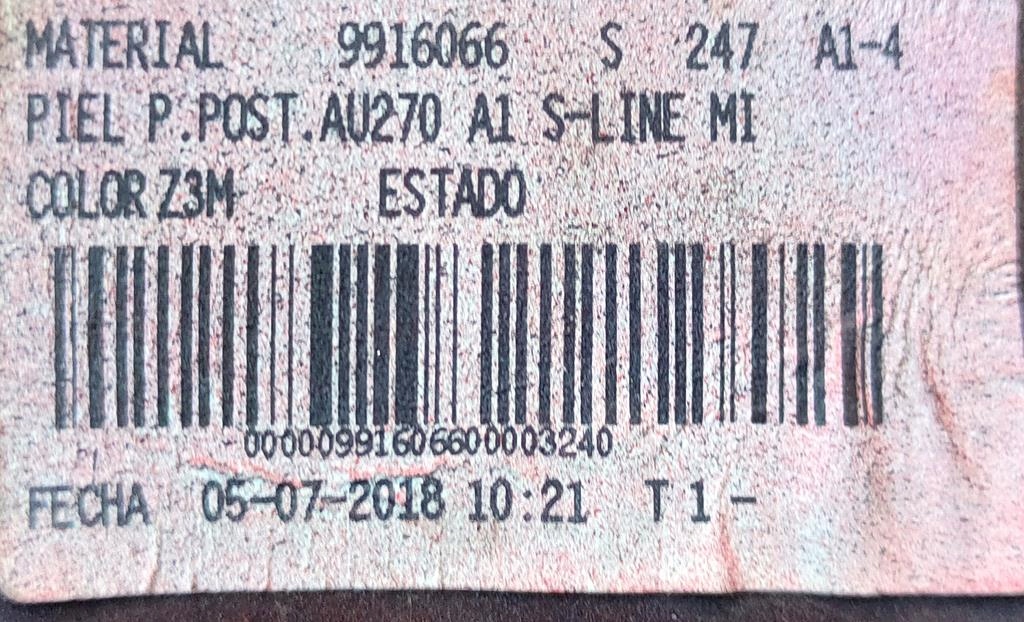 MATERIAL 9916066 S 247 A1-4
PIEL P.POST.AU270 A1 S-LINE MI
COLOR Z3M ESTADO
00000991606600003240
FECHA 05-07-2018 10:21 T 1 -